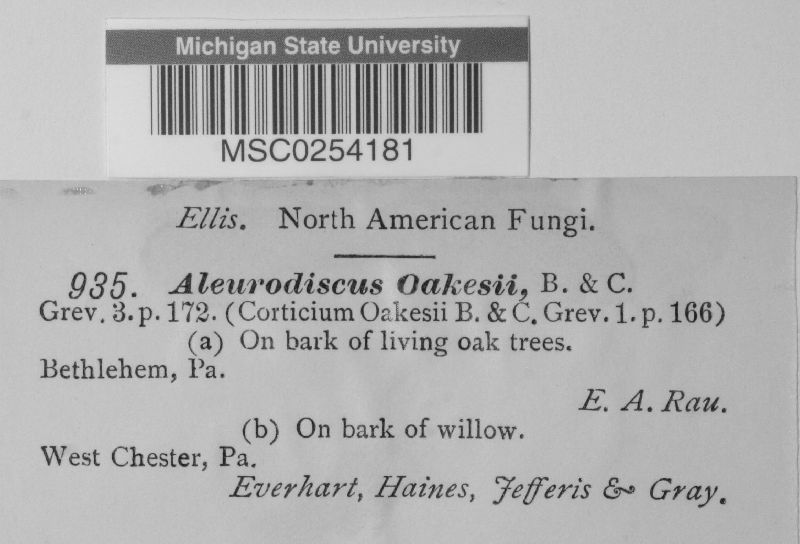 Michigan State University
MSC0254181
Ellis. North American Fungi.
935. Aleurodiscus Oakesii, B. & C.
Grev. 3. p. 172. (Corticium Oakesii B. & C. Grev. 1. p. 166)
(a) On bark of living oak trees.
Bethlehem, Pa.
E. A. Rau.
(b) On bark of willow.
West Chester, Pa.
Everhart, Haines, Jefferis & Gray.